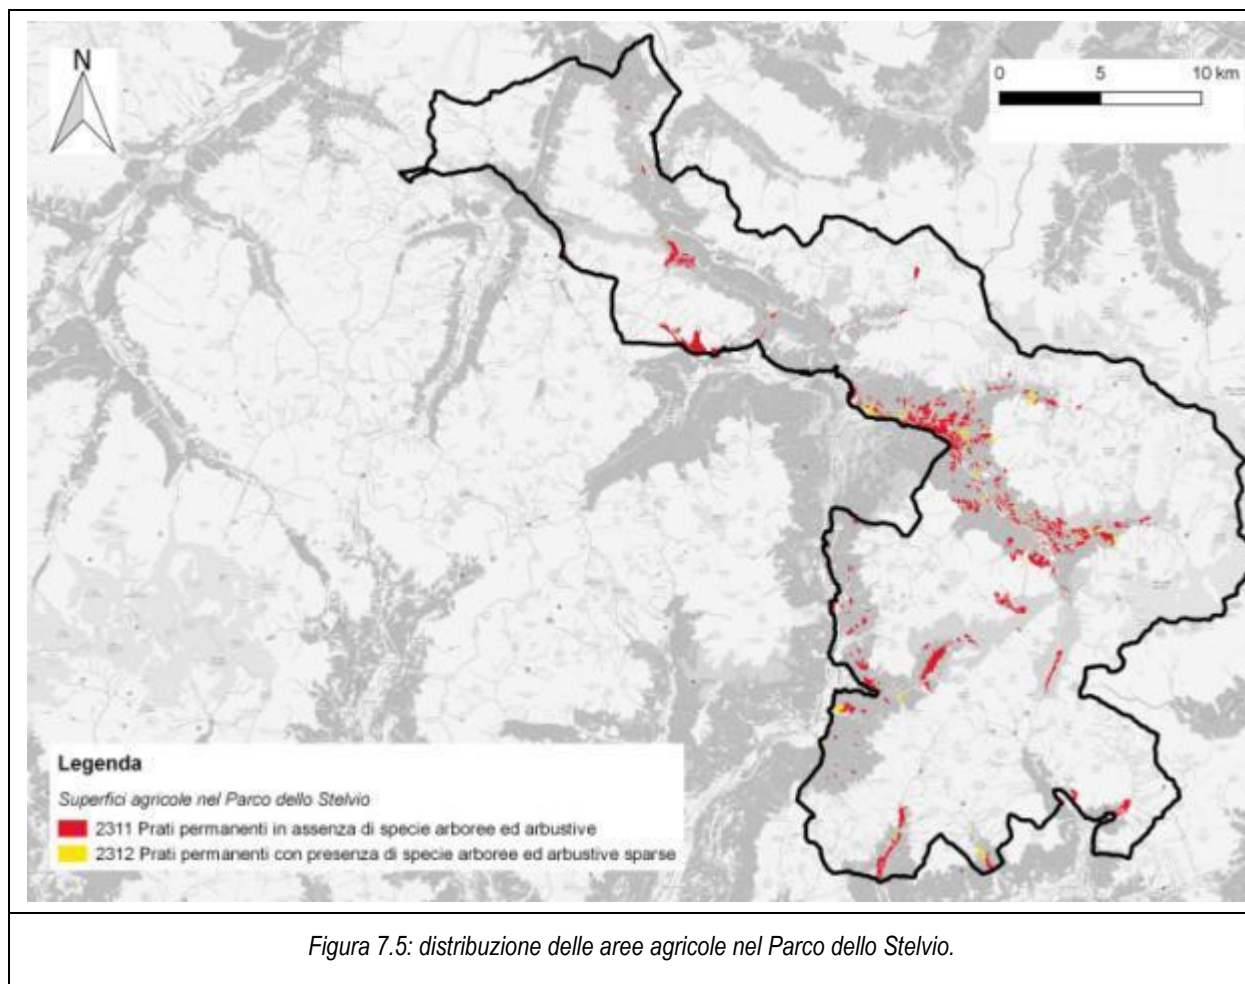 N
0 5 10 km
Legenda
Superfici agricole nel Parco dello Stelvio
2311 Prati permanenti in assenza di specie arboree ed arbustive
2312 Prati permanenti con presenza di specie arboree ed arbustive sparse
Figura 7.5: distribuzione delle aree agricole nel Parco dello Stelvio.